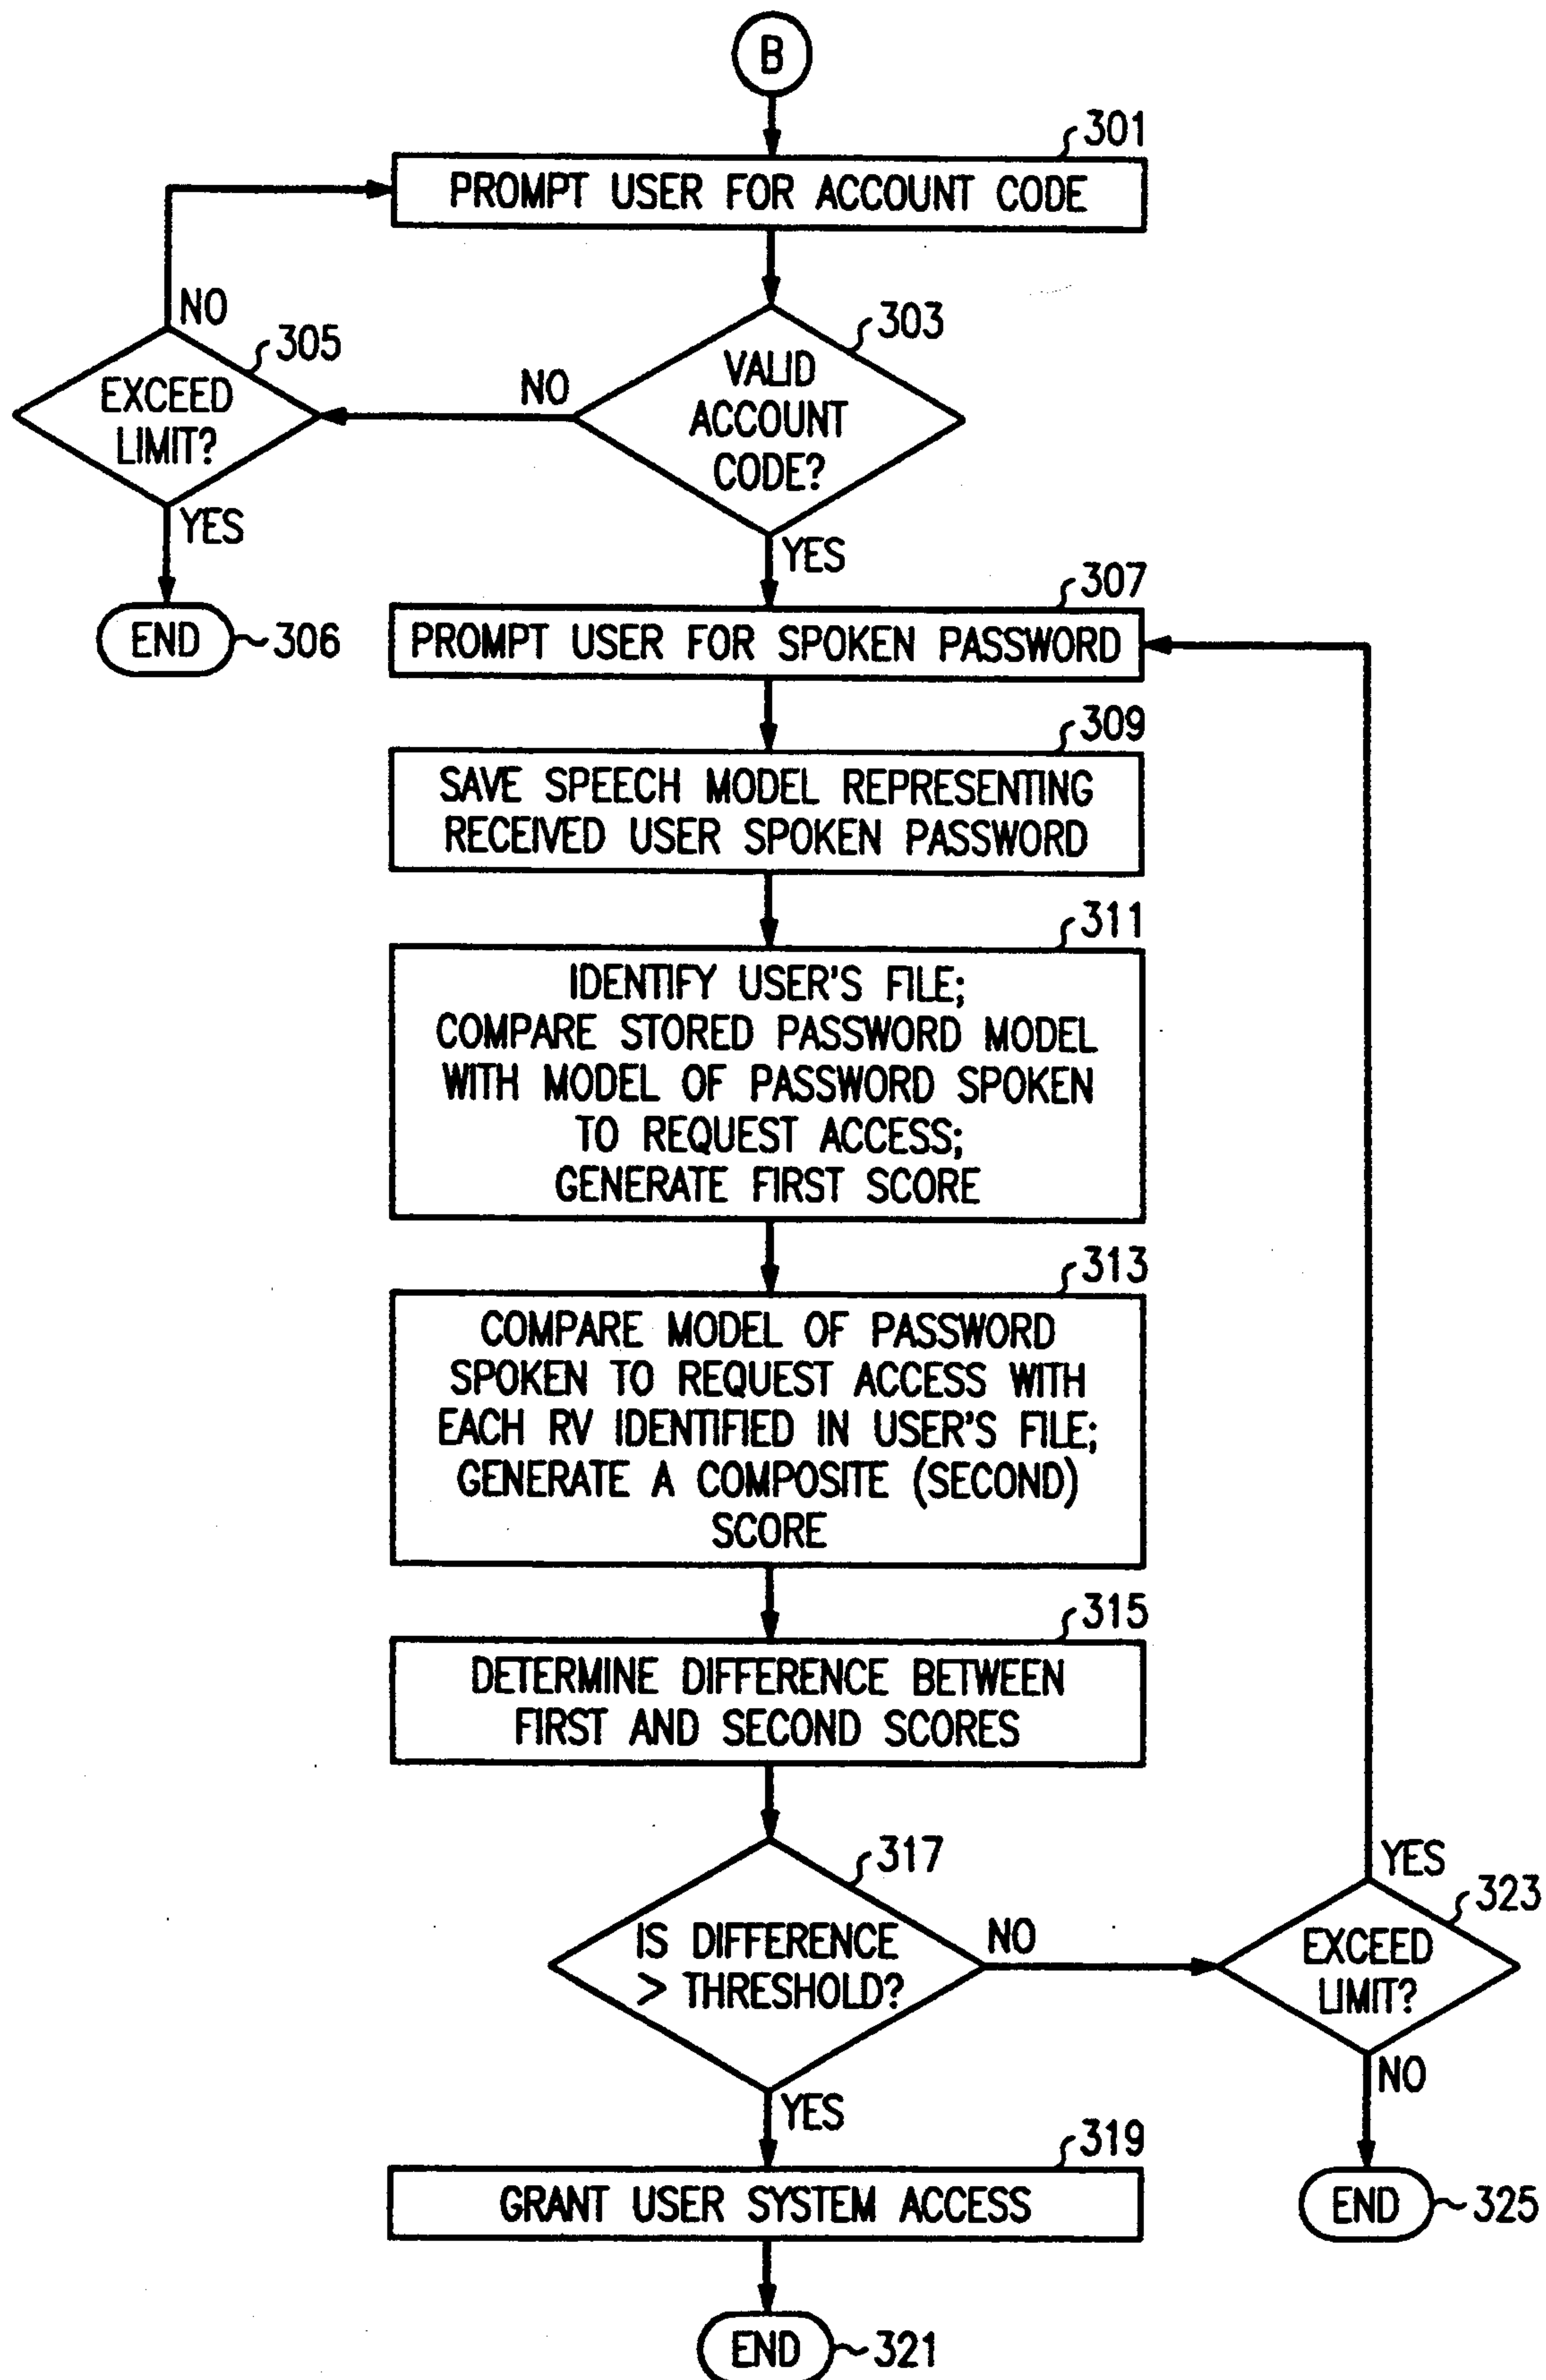 B
301
PROMPT USER FOR ACCOUNT CODE
NO
305
EXCEED
LIMIT?
YES
END
306
303
VALID
ACCOUNT
CODE?
NO
YES
307
PROMPT USER FOR SPOKEN PASSWORD
309
SAVE SPEECH MODEL REPRESENTING
RECEIVED USER SPOKEN PASSWORD
311
IDENTIFY USER'S FILE;
COMPARE STORED PASSWORD MODEL
WITH MODEL OF PASSWORD SPOKEN
TO REQUEST ACCESS;
GENERATE FIRST SCORE
313
COMPARE MODEL OF PASSWORD
SPOKEN TO REQUEST ACCESS WITH
EACH RV IDENTIFIED IN USER'S FILE;
GENERATE A COMPOSITE (SECOND)
SCORE
315
DETERMINE DIFFERENCE BETWEEN
FIRST AND SECOND SCORES
317
IS DIFFERENCE
> THRESHOLD?
NO
YES
YES
323
EXCEED
LIMIT?
NO
319
GRANT USER SYSTEM ACCESS
END
325
END
321